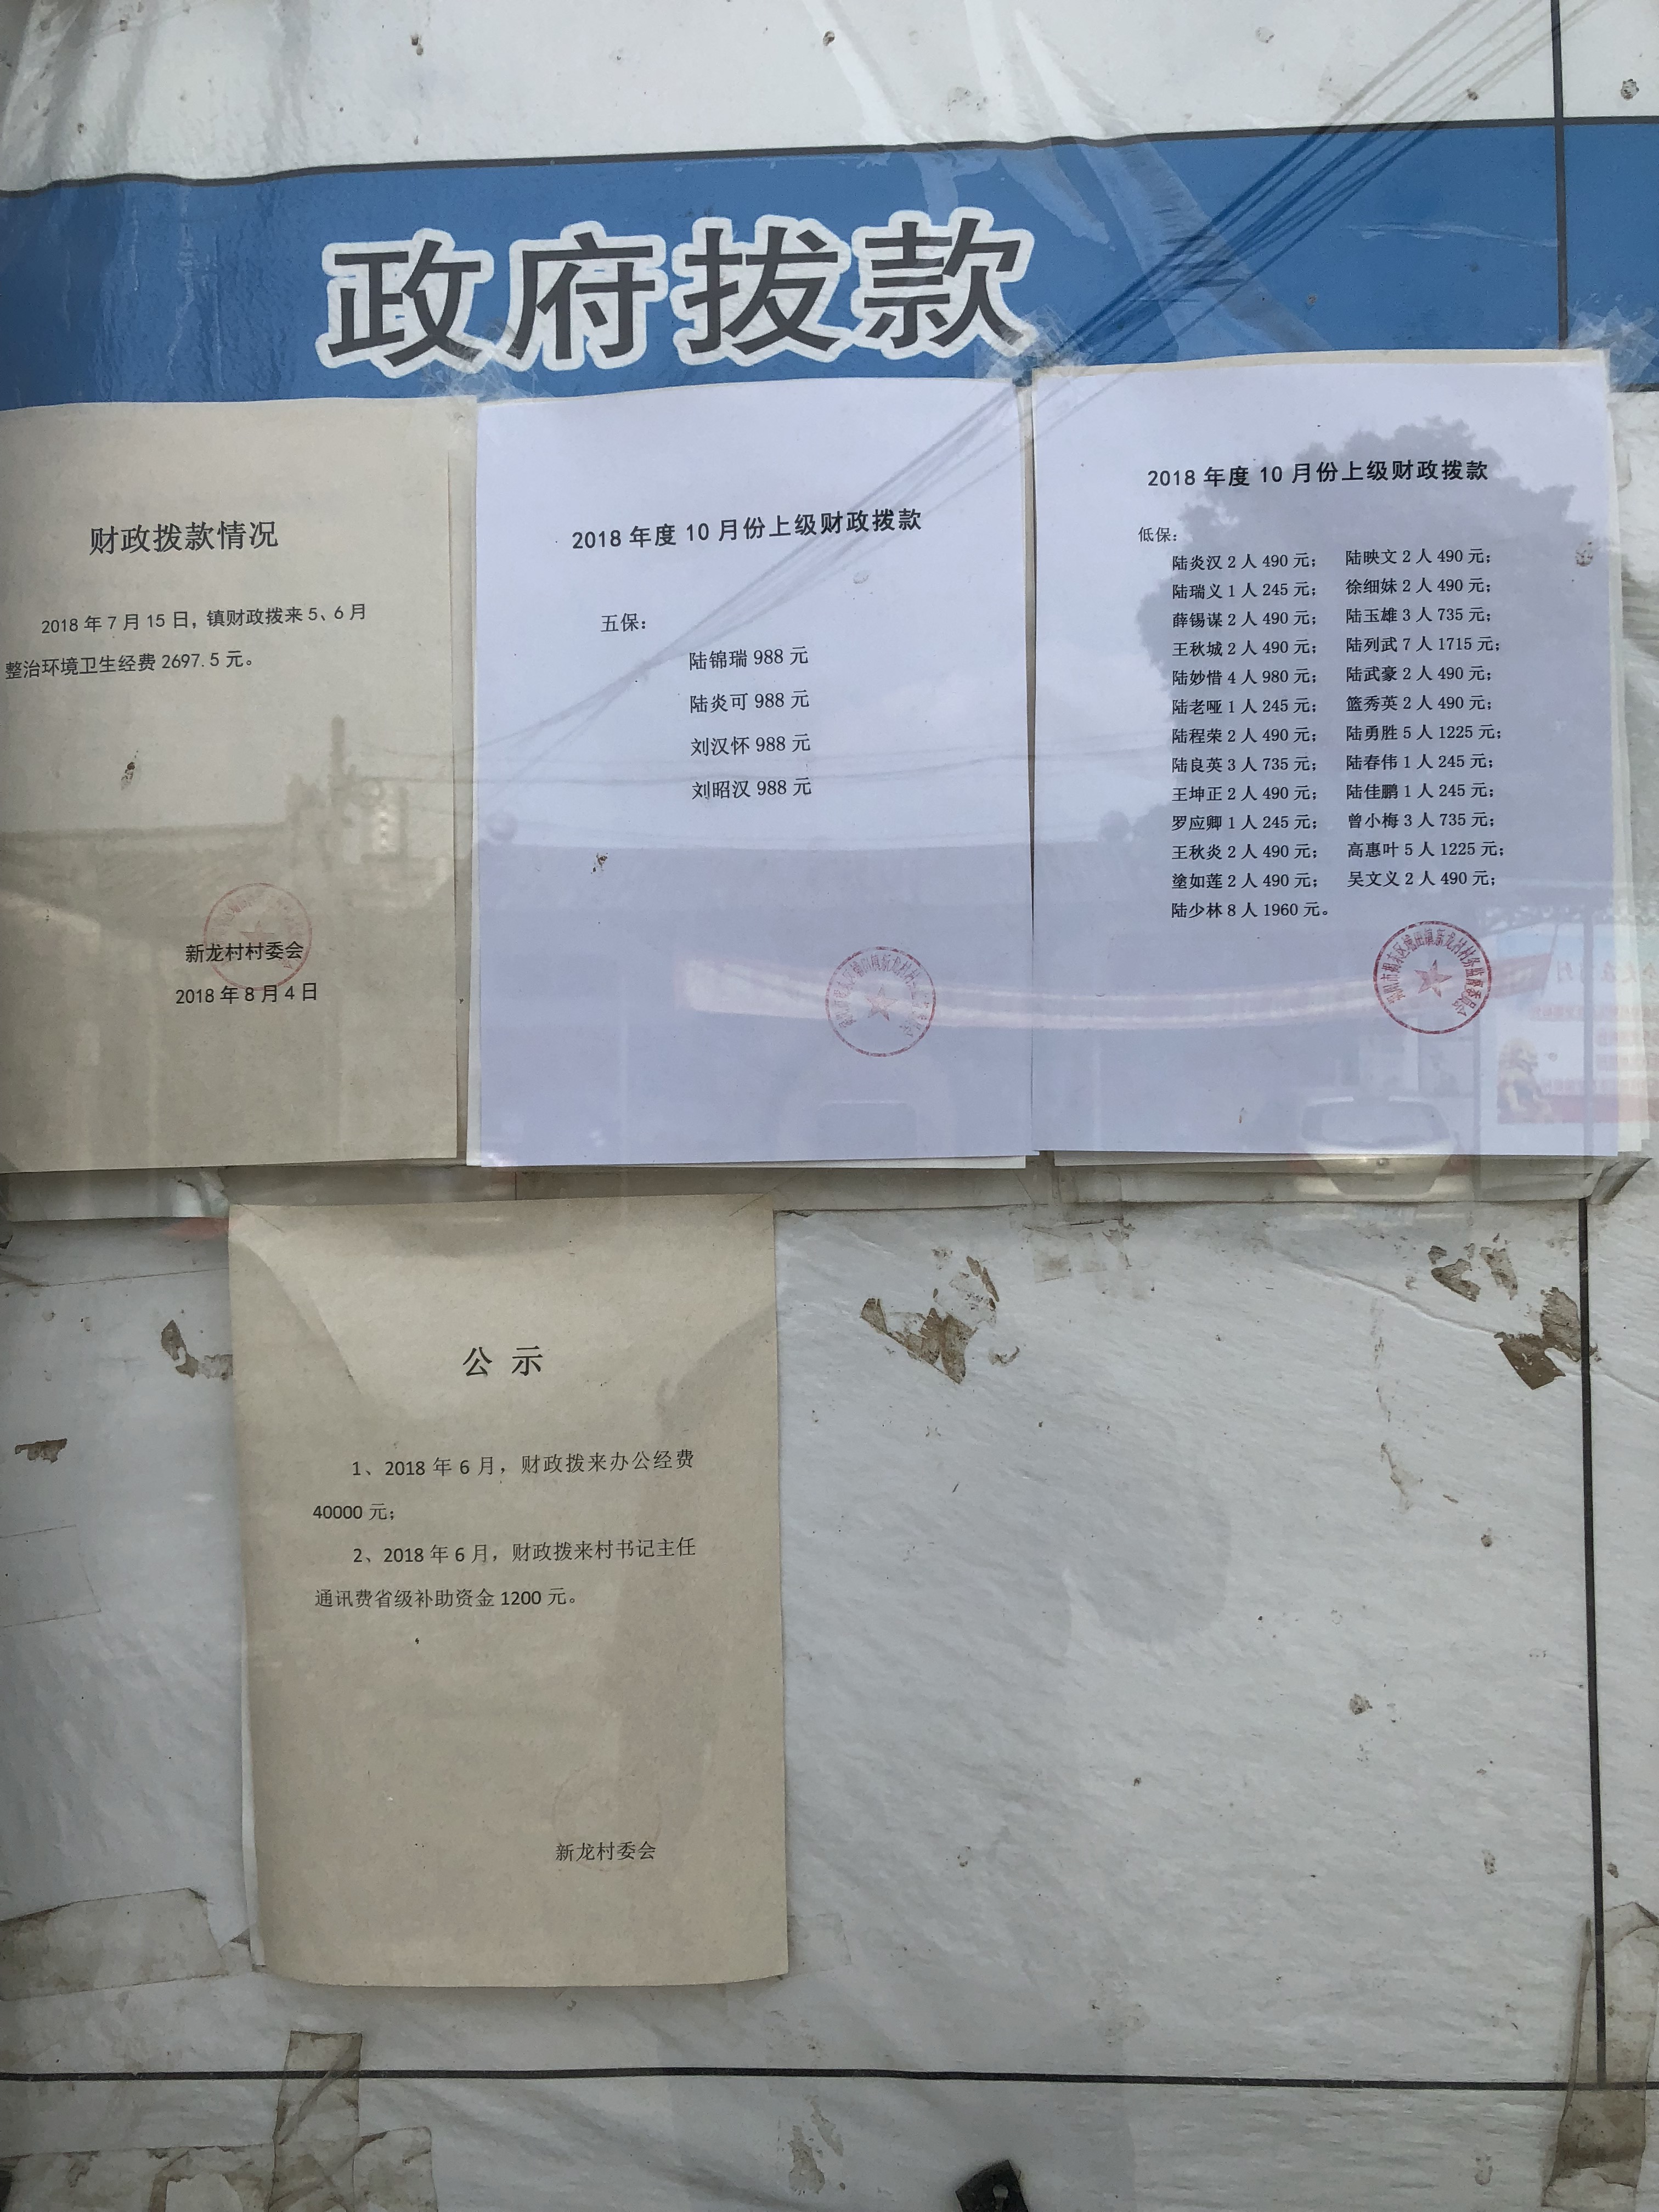 政府拔款
财政拨款情况
2018年7月15日，镇财政拨来5、6月
整治环境卫生经费2697.5元。
新龙村村委会
2018年8月4日
2018年度10月份上级财政拨款
五保：
陆锦瑞988元
陆炎可988元
刘汉怀988元
刘昭汉988元
2018年度10月份上级财政拨款
低保：
陆炎汉2人490元； 陆映文2人490元；
陆瑞义1人245元； 徐细妹2人490元；
薛锡谋2人490元； 陆玉雄3人735元；
王秋城2人490元； 陆列武7人1715元；
陆妙惜4人980元； 陆武豪2人490元；
陆老哑1人245元； 篮秀英2人490元；
陆程荣2人490元； 陆勇胜5人1225元；
陆良英3人735元； 陆春伟1人245元；
王坤正2人490元； 陆佳鹏1人245元；
罗应卿1人245元； 曾小梅3人735元；
王秋炎2人490元； 高惠叶5人1225元；
塗如莲2人490元； 吴文义2人490元；
陆少林8人1960元。
公示
1、2018年6月，财政拨来办公经费
40000元；
2、2018年6月，财政拨来村书记主任
通讯费省级补助资金1200元。
新龙村委会